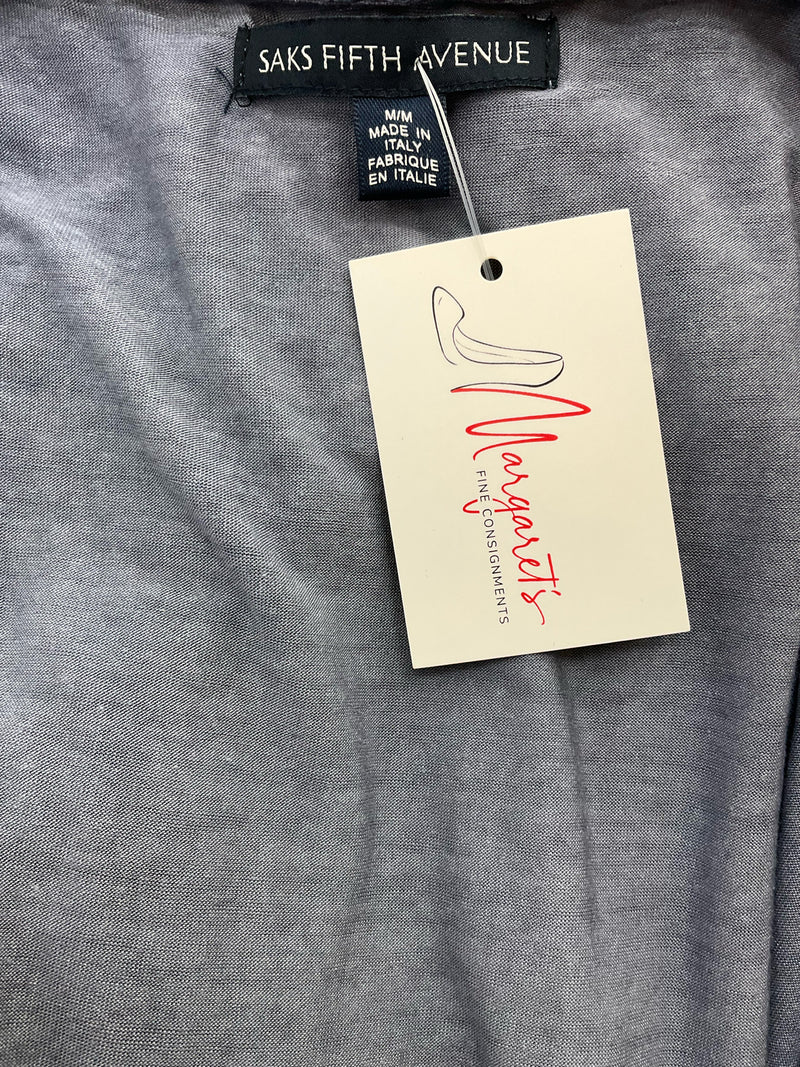 SAKS FIFTH AVENUE
M/M
MADE IN
ITALY
FABRIQUE
EN ITALIE
Margaret's
FINE CONSIGNMENTS